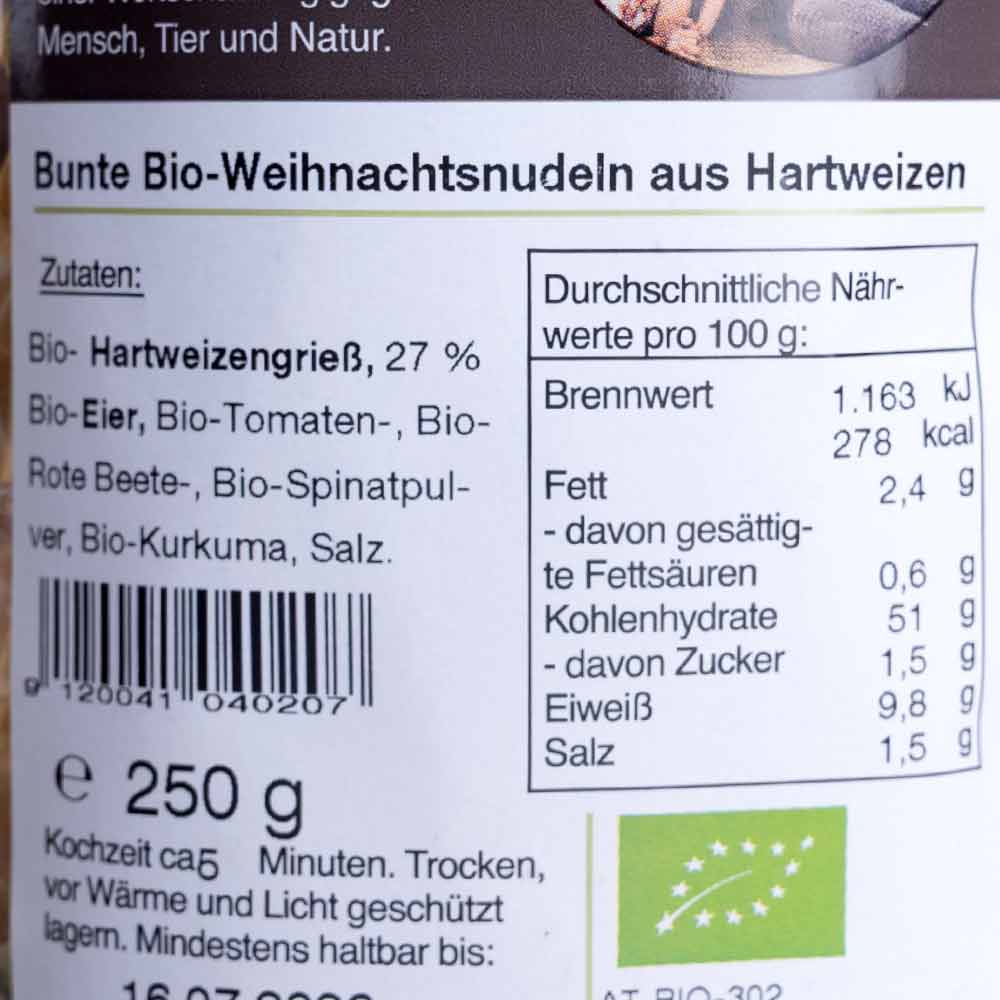 Mensch, Tier und Natur.
Bunte Bio-Weihnachtsnudeln aus Hartweizen
Zutaten:
Bio- Hartweizengrieß, 27 %
Bio-Eier, Bio-Tomaten-, Bio-
Rote Beete-, Bio-Spinatpul-
ver, Bio-Kurkuma, Salz.
9 120041 040207
e 250 g
Kochzeit ca5 Minuten. Trocken,
vor Wärme und Licht geschützt
lagern. Mindestens haltbar bis:
Durchschnittliche Nähr-
werte pro 100 g:
Brennwert 1.163 kJ
278 kcal
Fett 2,4 g
- davon gesättig-
te Fettsäuren 0,6 g
Kohlenhydrate 51 g
- davon Zucker 1,5 g
Eiweiß 9,8 g
Salz 1,5 g
AT-BIO-302